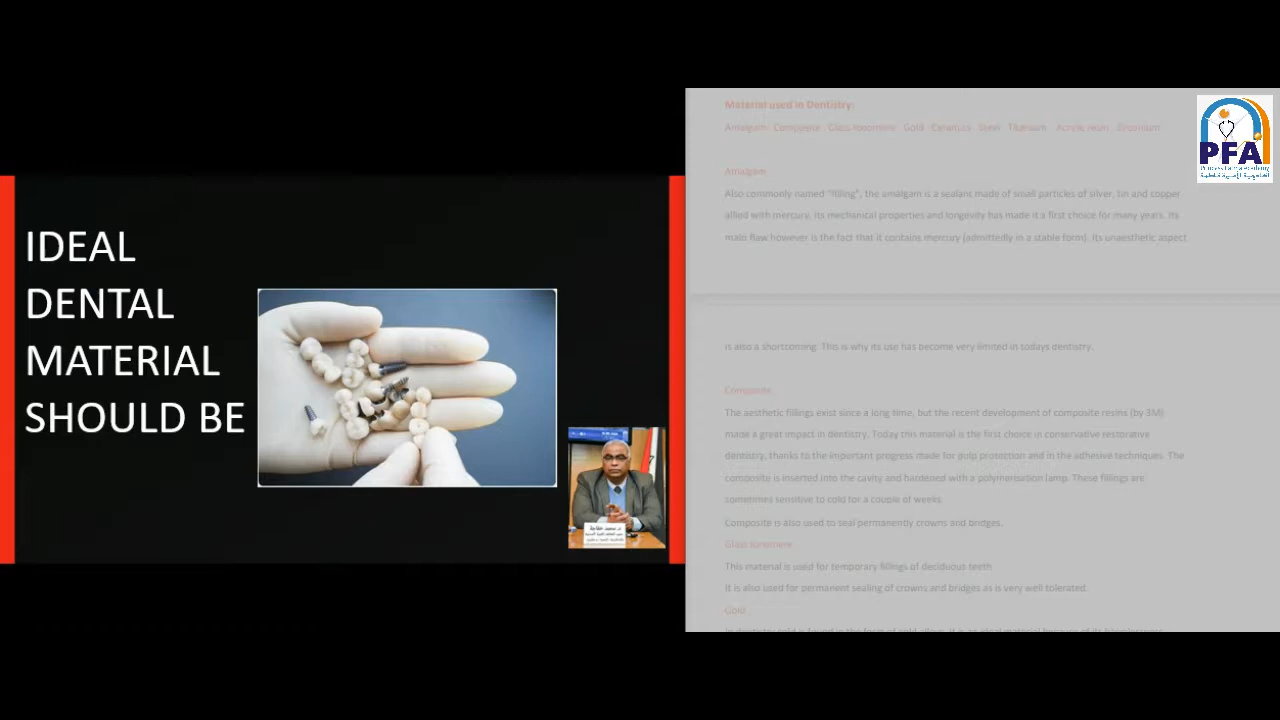 IDEAL
DENTAL
MATERIAL
SHOULD BE
Material used in Dentistry:
Amalgam Composite Glass Ionomere Gold Ceramics Steel Titanium Acrylic resin Zirconium
Amalgam
Also commonly named "filling", the amalgam is a sealant made of small particles of silver, tin and copper
allied with mercury. Its mechanical properties and longevity has made it a first choice for many years. Its
main flaw however is the fact that it contains mercury (admittedly in a stable form). Its unaesthetic aspect
is also a shortcoming. This is why its use has become very limited in todays dentistry.
Composite
The aesthetic fillings exist since a long time, but the recent development of composite resins (by 3M)
made a great impact in dentistry. Today this material is the first choice in conservative restorative
dentistry, thanks to the important progress made for pulp protection and in the adhesive techniques. The
composite is inserted into the cavity and hardened with a polymerisation lamp. These fillings are
sometimes sensitive to cold for a couple of weeks.
Composite is also used to seal permanently crowns and bridges.
Glass Ionomere
This material is used for temporary fillings of deciduous teeth
It is also used for permanent sealing of crowns and bridges as is very well tolerated.
Gold
PFA
Princess Fatma Academy